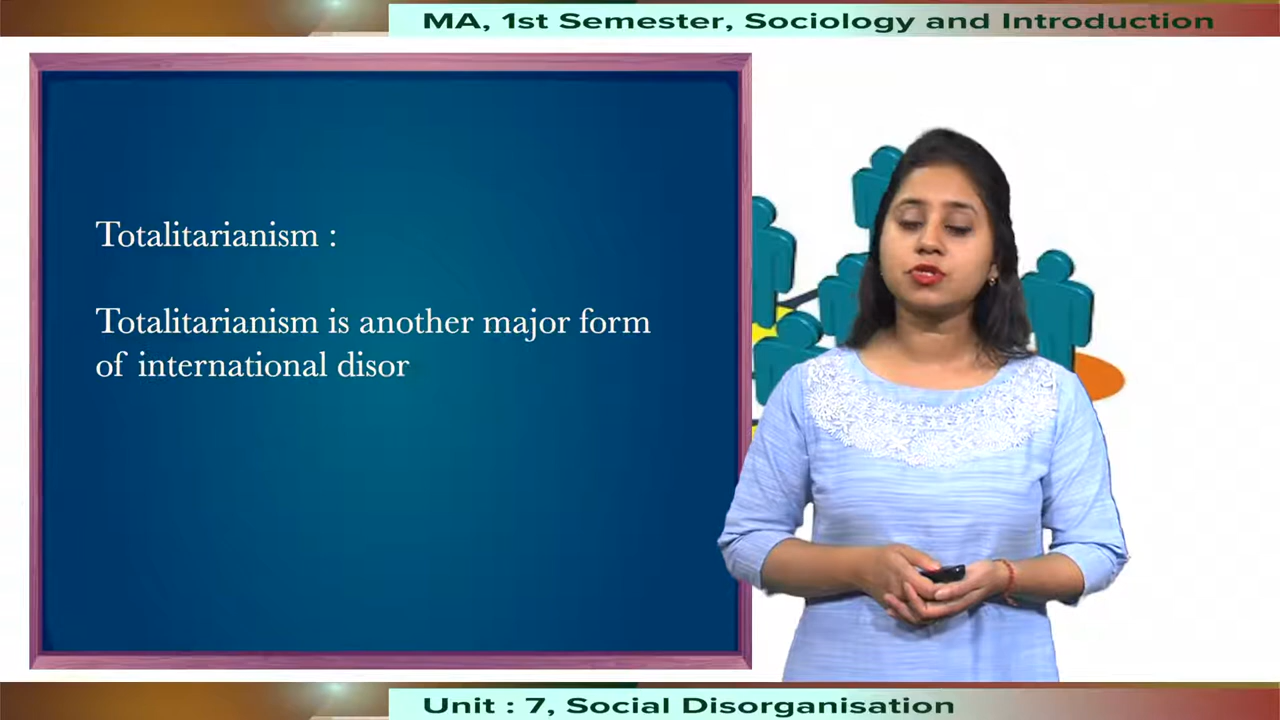 MA, 1st Semester, Sociology and Introduction
Totalitarianism :
Totalitarianism is another major form
of international disor
Unit : 7, Social Disorganisation